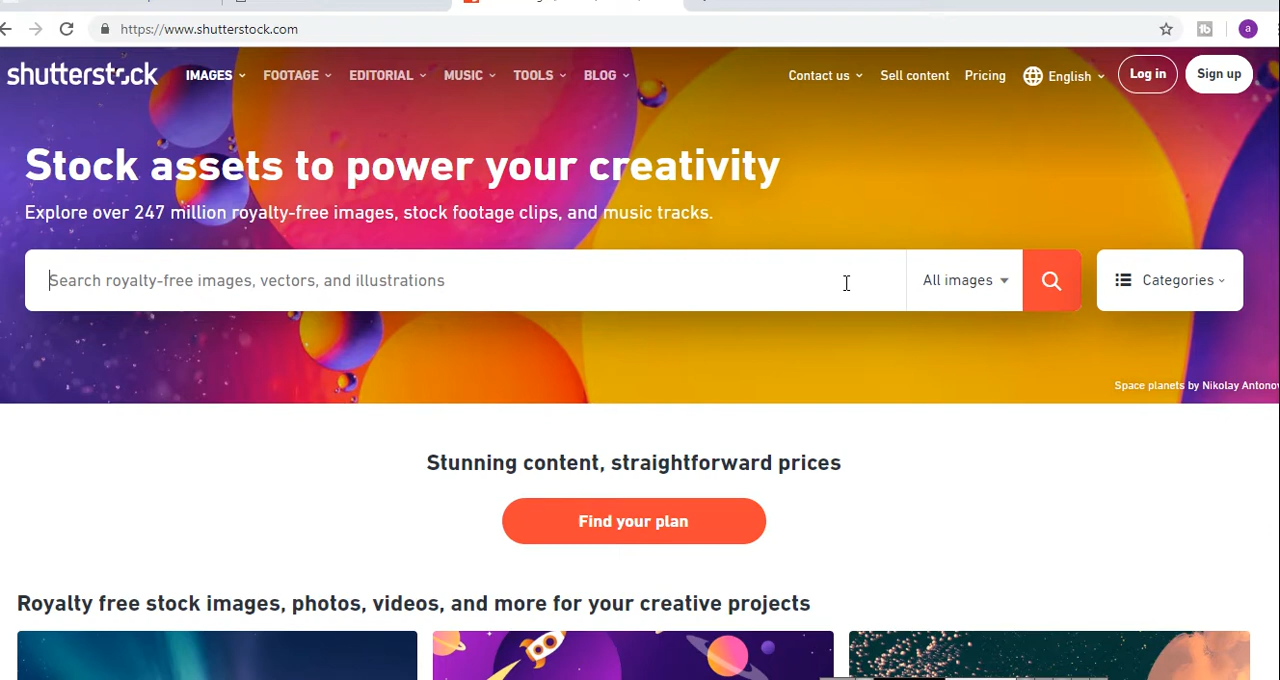 https://www.shutterstock.com
a
shutterstock
IMAGES
FOOTAGE
EDITORIAL
MUSIC
TOOLS
BLOG
Contact us
Sell content
Pricing
English
Log in
Sign up
Stock assets to power your creativity
Explore over 247 million royalty-free images, stock footage clips, and music tracks.
Search royalty-free images, vectors, and illustrations
All images
Categories
Space planets by Nikolay Antonov
Stunning content, straightforward prices
Find your plan
Royalty free stock images, photos, videos, and more for your creative projects